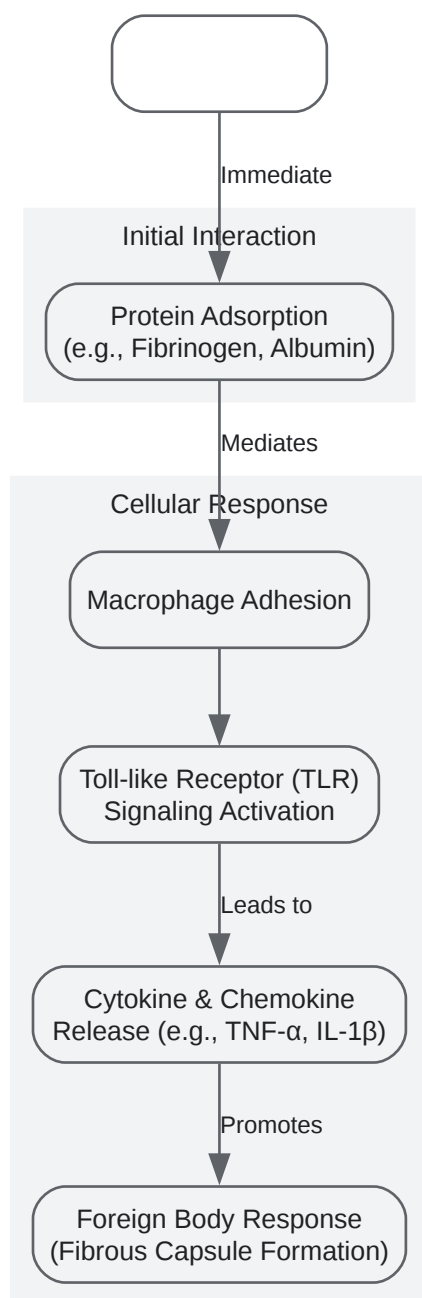 Immediate
Initial Interaction
Protein Adsorption
(e.g., Fibrinogen, Albumin)
Mediates
Cellular Response
Macrophage Adhesion
Toll-like Receptor (TLR)
Signaling Activation
Leads to
Cytokine & Chemokine
Release (e.g., TNF-α, IL-1β)
Promotes
Foreign Body Response
(Fibrous Capsule Formation)